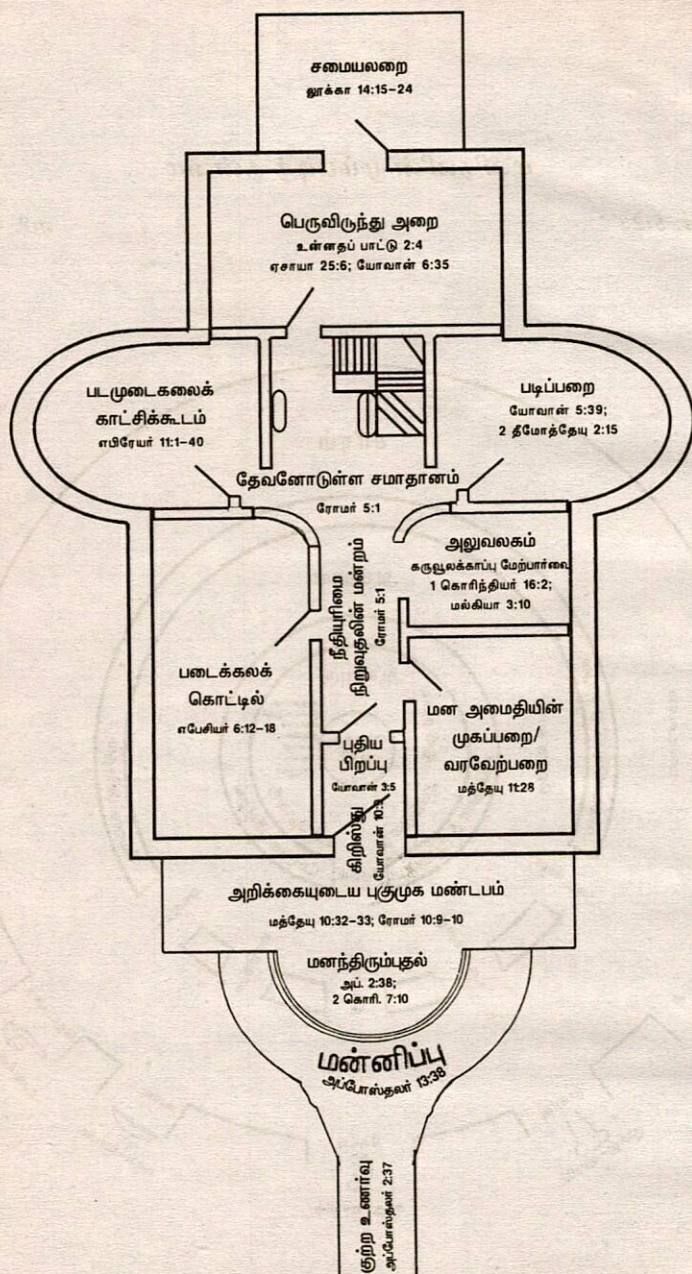 சமையலறை
லூக்கா 14:15–24
பெருவிருந்து அறை
உன்னதப் பாட்டு 2:4
ஏசாயா 25:6; யோவான் 6:35
படமுடைகலைக்
காட்சிக்கூடம்
எபிரேயர் 11:1–40
படிப்பறை
யோவான் 5:39;
2 தீமோத்தேயு 2:15
தேவனோடுள்ள சமாதானம்
ரோமர் 5:1
அலுவலகம்
கருவூலக்காப்பு மேற்பார்வை
1 கொரிந்தியர் 16:2;
மல்கியா 3:10
நீதியுரிமை
நிறுவுதலின் மன்றம்
ரோமர் 5:1
படைக்கலக்
கொட்டில்
எபேசியர் 6:12–18
மன அமைதியின்
முகப்பறை/
வரவேற்பறை
மத்தேயு 11:28
புதிய
பிறப்பு
யோவான் 3:5
கிறிஸ்து
யோவான் 10:9
அறிக்கையுடைய புகுமுக மண்டபம்
மத்தேயு 10:32–33; ரோமர் 10:9–10
மனந்திரும்புதல்
அப். 2:38;
2 கொரி. 7:10
மன்னிப்பு
அப்போஸ்தலர் 13:38
குற்ற உணர்வு
அப்போஸ்தலர் 2:37